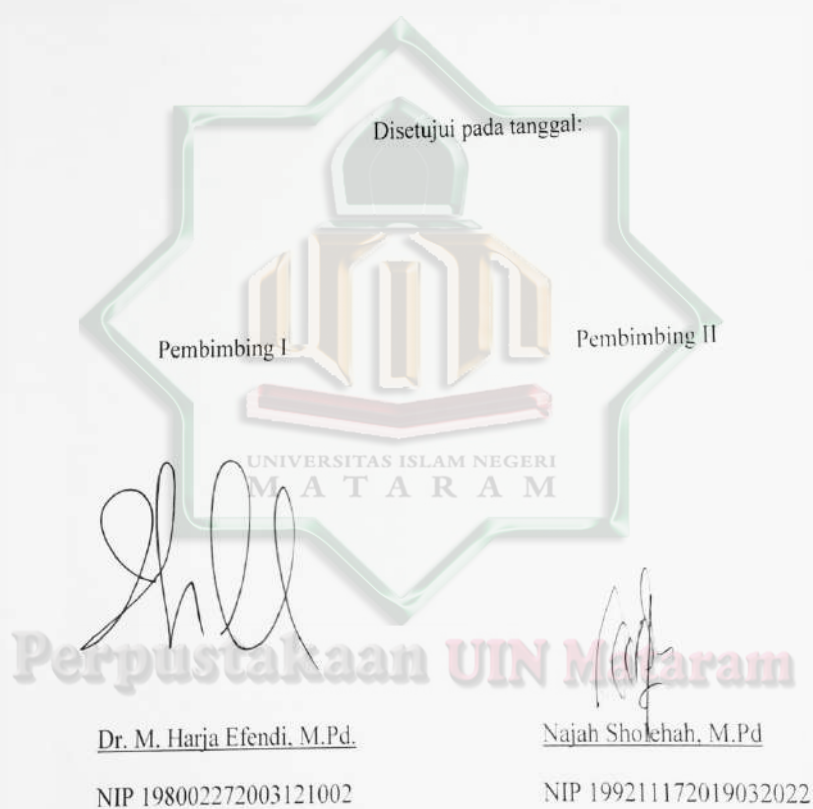 Disetujui pada tanggal:
Pembimbing I
Pembimbing II
UNIVERSITAS ISLAM NEGERI
MATARAM
Perpustakaan UIN Mataram
Dr. M. Harja Efendi, M.Pd.
Najah Sholehah, M.Pd
NIP 198002272003121002
NIP 199211172019032022